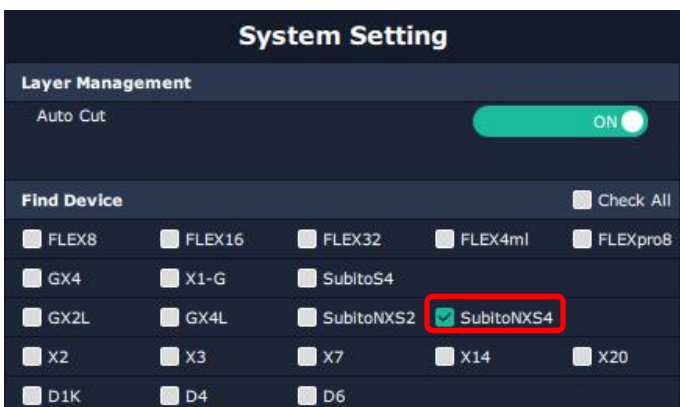 System Setting
Layer Management
Auto Cut ON
Find Device Check All
FLEX8 FLEX16 FLEX32 FLEX4ml FLEXpro8
GX4 X1-G SubitoS4
GX2L GX4L SubitoNXS2 SubitoNXS4
X2 X3 X7 X14 X20
D1K D4 D6